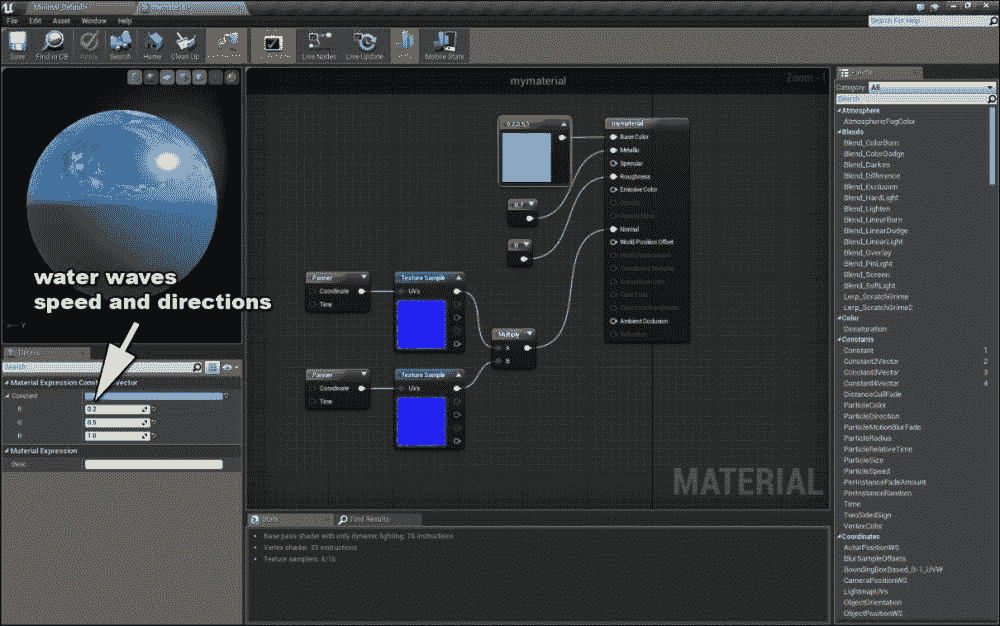 Minimal_Default*
mymaterial
File Edit Asset Window Help
Search For Help
Save Find in CB Apply Search Home Clean Up Live Nodes Live Update Mobile Stats
mymaterial
Zoom -1
0.2,0.5,1
mymaterial
Base Color
Metallic
Specular
Roughness
Emissive Color
Normal
World Position Offset
Ambient Occlusion
0.7
0
Panner
Coordinate
Time
Texture Sample
UVs
Multiply
A
B
Panner
Coordinate
Time
Texture Sample
UVs
MATERIAL
water waves
speed and directions
Details
Search
Material Expression Constant3Vector
Constant
R 0.2
G 0.5
B 1.0
Material Expression
Desc
Stats Find Results
Base pass shader with only dynamic lighting: 76 instructions
Vertex shader: 33 instructions
Texture samplers: 4/16
Palette
Category: All
Search
Atmosphere
AtmosphericFogColor
Blends
Blend_ColorBurn
Blend_ColorDodge
Blend_Darken
Blend_Difference
Blend_Exclusion
Blend_HardLight
Blend_Lighten
Blend_LinearBurn
Blend_LinearDodge
Blend_LinearLight
Blend_Overlay
Blend_PinLight
Blend_Screen
Blend_SoftLight
Lerp_ScratchGrime
Lerp_ScratchGrime2
Color
Desaturation
Constants
Constant 1
Constant2Vector 2
Constant3Vector 3
Constant4Vector 4
DistanceCullFade
ParticleColor
ParticleDirection
ParticleMotionBlurFade
ParticleRadius
ParticleRelativeTime
ParticleSize
ParticleSpeed
PerInstanceFadeAmount
PerInstanceRandom
Time
TwoSidedSign
VertexColor
Coordinates
ActorPositionWS
BlurSampleOffsets
BoundingBoxBased_0-1_UVW
CameraPositionWS
LightmapUVs
ObjectOrientation
ObjectPositionWS